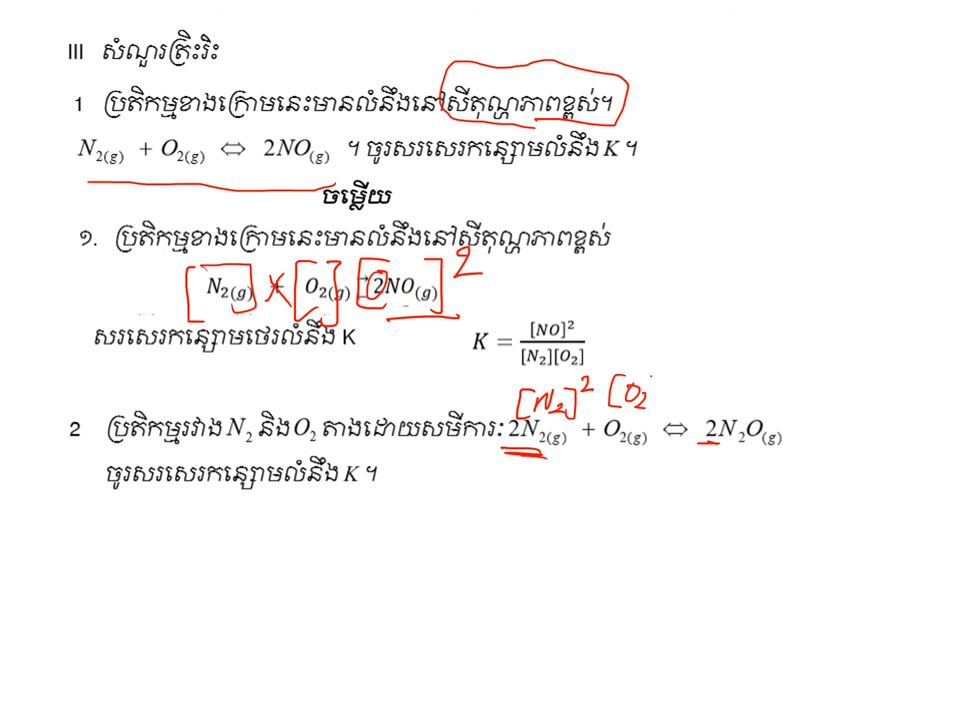 III សំណួរត្រិះរិះ
1 ប្រតិកម្មខាងក្រោមនេះមានលំនឹងនៅសីតុណ្ហភាពខ្ពស់។
N2(g) + O2(g) ⇔ 2NO(g) ។ ចូរសរសេរកន្សោមលំនឹង K ។
ចម្លើយ
១. ប្រតិកម្មខាងក្រោមនេះមានលំនឹងនៅសីតុណ្ហភាពខ្ពស់
[N2(g)] × [O2(g)] ⇄ [2NO(g)]2
សរសេរកន្សោមថេរលំនឹង K K = [NO]² / [N₂][O₂]
[N2]2 [O2
2 ប្រតិកម្មរវាង N2 និង O2 តាងដោយសមីការ: 2N2(g) + O2(g) ⇔ 2N2O(g)
ចូរសរសេរកន្សោមលំនឹង K ។